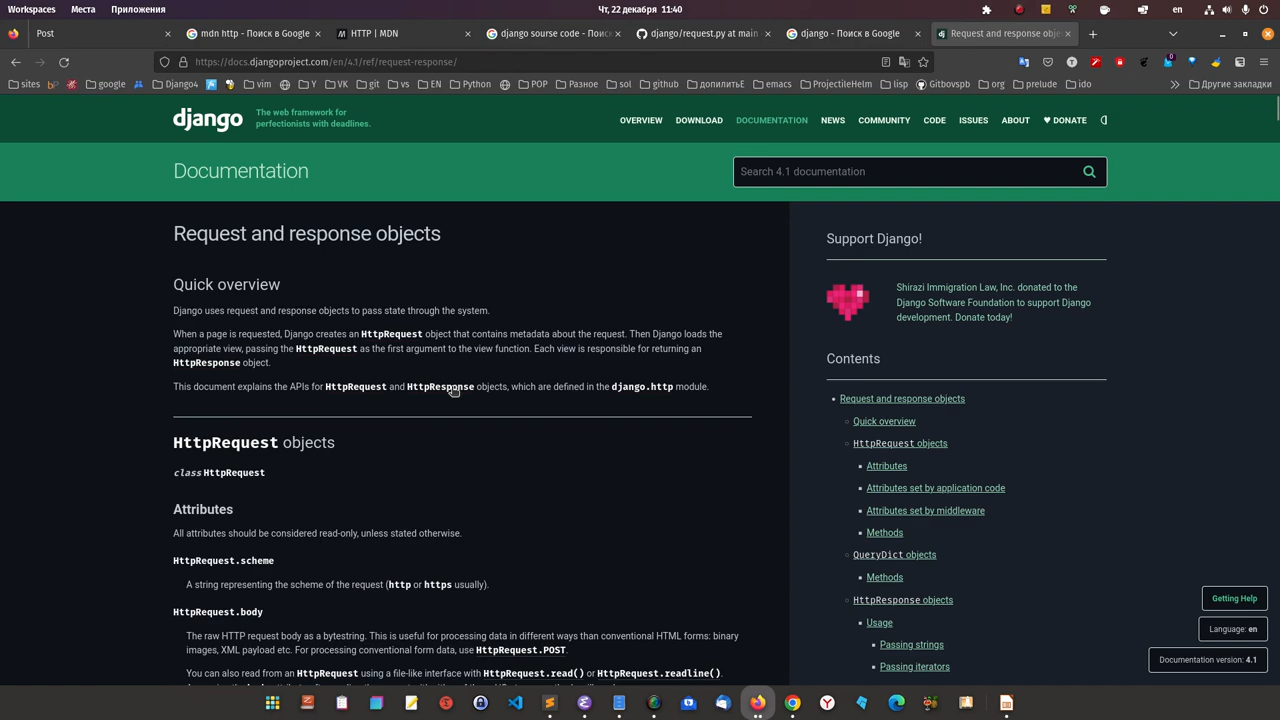 Workspaces Места Приложения Чт, 22 декабря 11:40 en
Post mdn http - Поиск в Google HTTP | MDN django sourse code - Поиск django/request.py at main django - Поиск в Google Request and response obje
https://docs.djangoproject.com/en/4.1/ref/request-response/
sites google Django4 vim Y VK git vs EN Python POP Разное sol github допилитьЕ emacs ProjectileHelm lisp Gitbovspb org prelude ido Другие закладки
django
The web framework for
perfectionists with deadlines.
OVERVIEW DOWNLOAD DOCUMENTATION NEWS COMMUNITY CODE ISSUES ABOUT ♥ DONATE
Documentation
Search 4.1 documentation
Request and response objects
Quick overview
Django uses request and response objects to pass state through the system.
When a page is requested, Django creates an HttpRequest object that contains metadata about the request. Then Django loads the
appropriate view, passing the HttpRequest as the first argument to the view function. Each view is responsible for returning an
HttpResponse object.
This document explains the APIs for HttpRequest and HttpResponse objects, which are defined in the django.http module.
HttpRequest objects
class HttpRequest
Attributes
All attributes should be considered read-only, unless stated otherwise.
HttpRequest.scheme
A string representing the scheme of the request (http or https usually).
HttpRequest.body
The raw HTTP request body as a bytestring. This is useful for processing data in different ways than conventional HTML forms: binary
images, XML payload etc. For processing conventional form data, use HttpRequest.POST.
You can also read from an HttpRequest using a file-like interface with HttpRequest.read() or HttpRequest.readline().
Support Django!
Shirazi Immigration Law, Inc. donated to the
Django Software Foundation to support Django
development. Donate today!
Contents
Request and response objects
Quick overview
HttpRequest objects
Attributes
Attributes set by application code
Attributes set by middleware
Methods
QueryDict objects
Methods
HttpResponse objects
Usage
Passing strings
Passing iterators
Getting Help
Language: en
Documentation version: 4.1